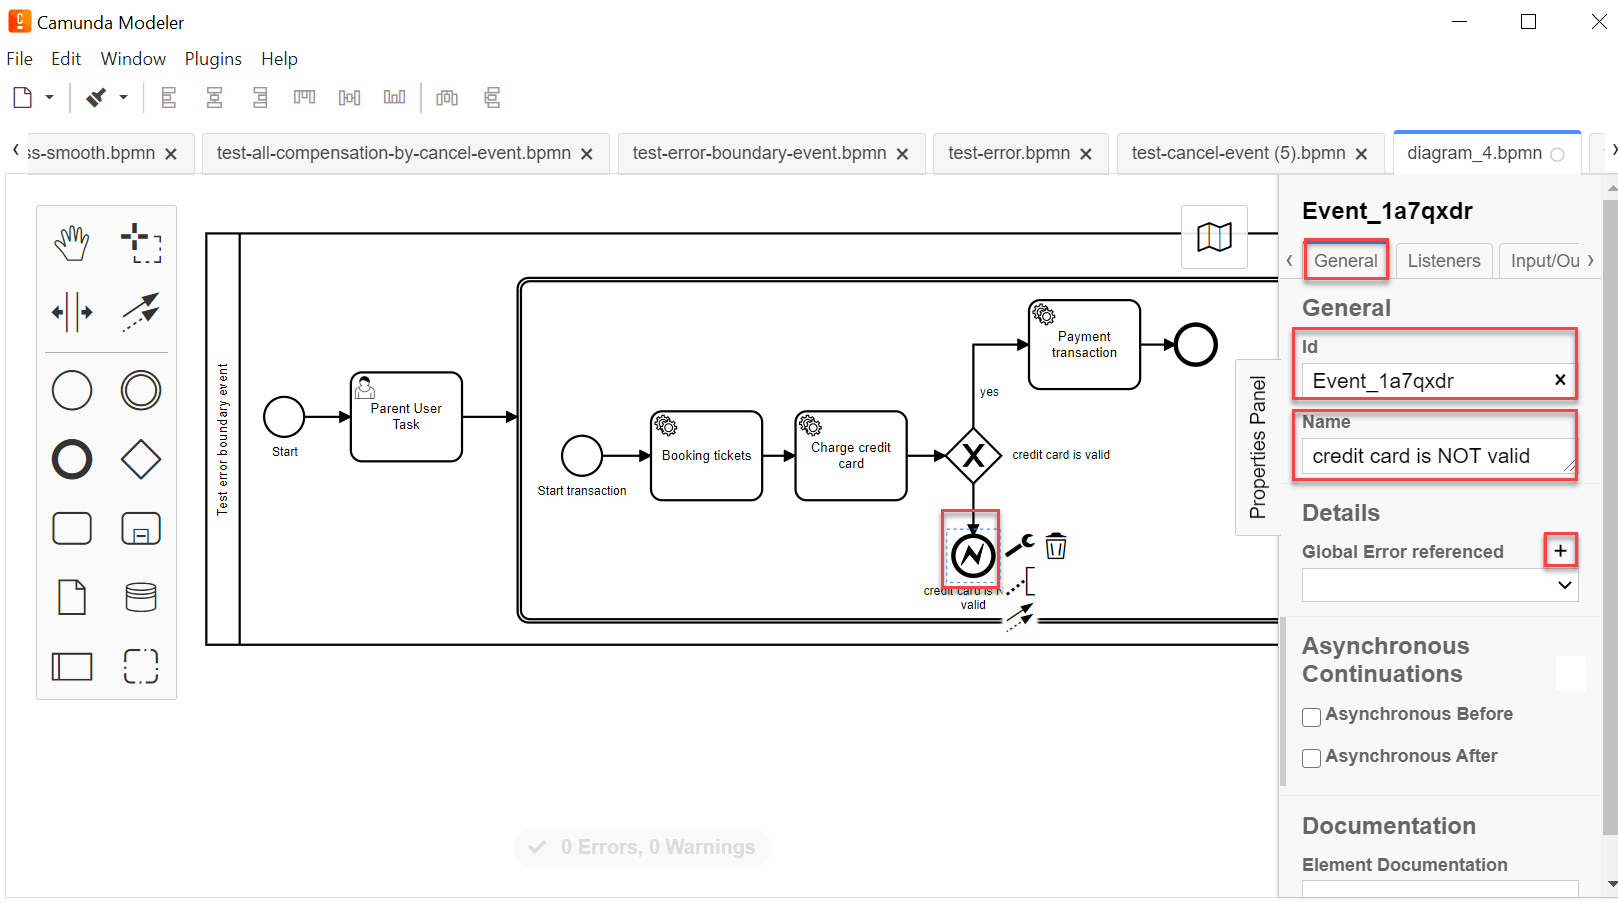 Camunda Modeler
File Edit Window Plugins Help
ss-smooth.bpmn
test-all-compensation-by-cancel-event.bpmn
test-error-boundary-event.bpmn
test-error.bpmn
test-cancel-event (5).bpmn
diagram_4.bpmn
Test error boundary event
Start
Parent User
Task
Start transaction
Booking tickets
Charge credit
card
credit card is valid
yes
Payment
transaction
credit card is N
valid
0 Errors, 0 Warnings
Properties Panel
Event_1a7qxdr
General Listeners Input/Ou
General
Id
Event_1a7qxdr
Name
credit card is NOT valid
Details
Global Error referenced
+
Asynchronous
Continuations
Asynchronous Before
Asynchronous After
Documentation
Element Documentation